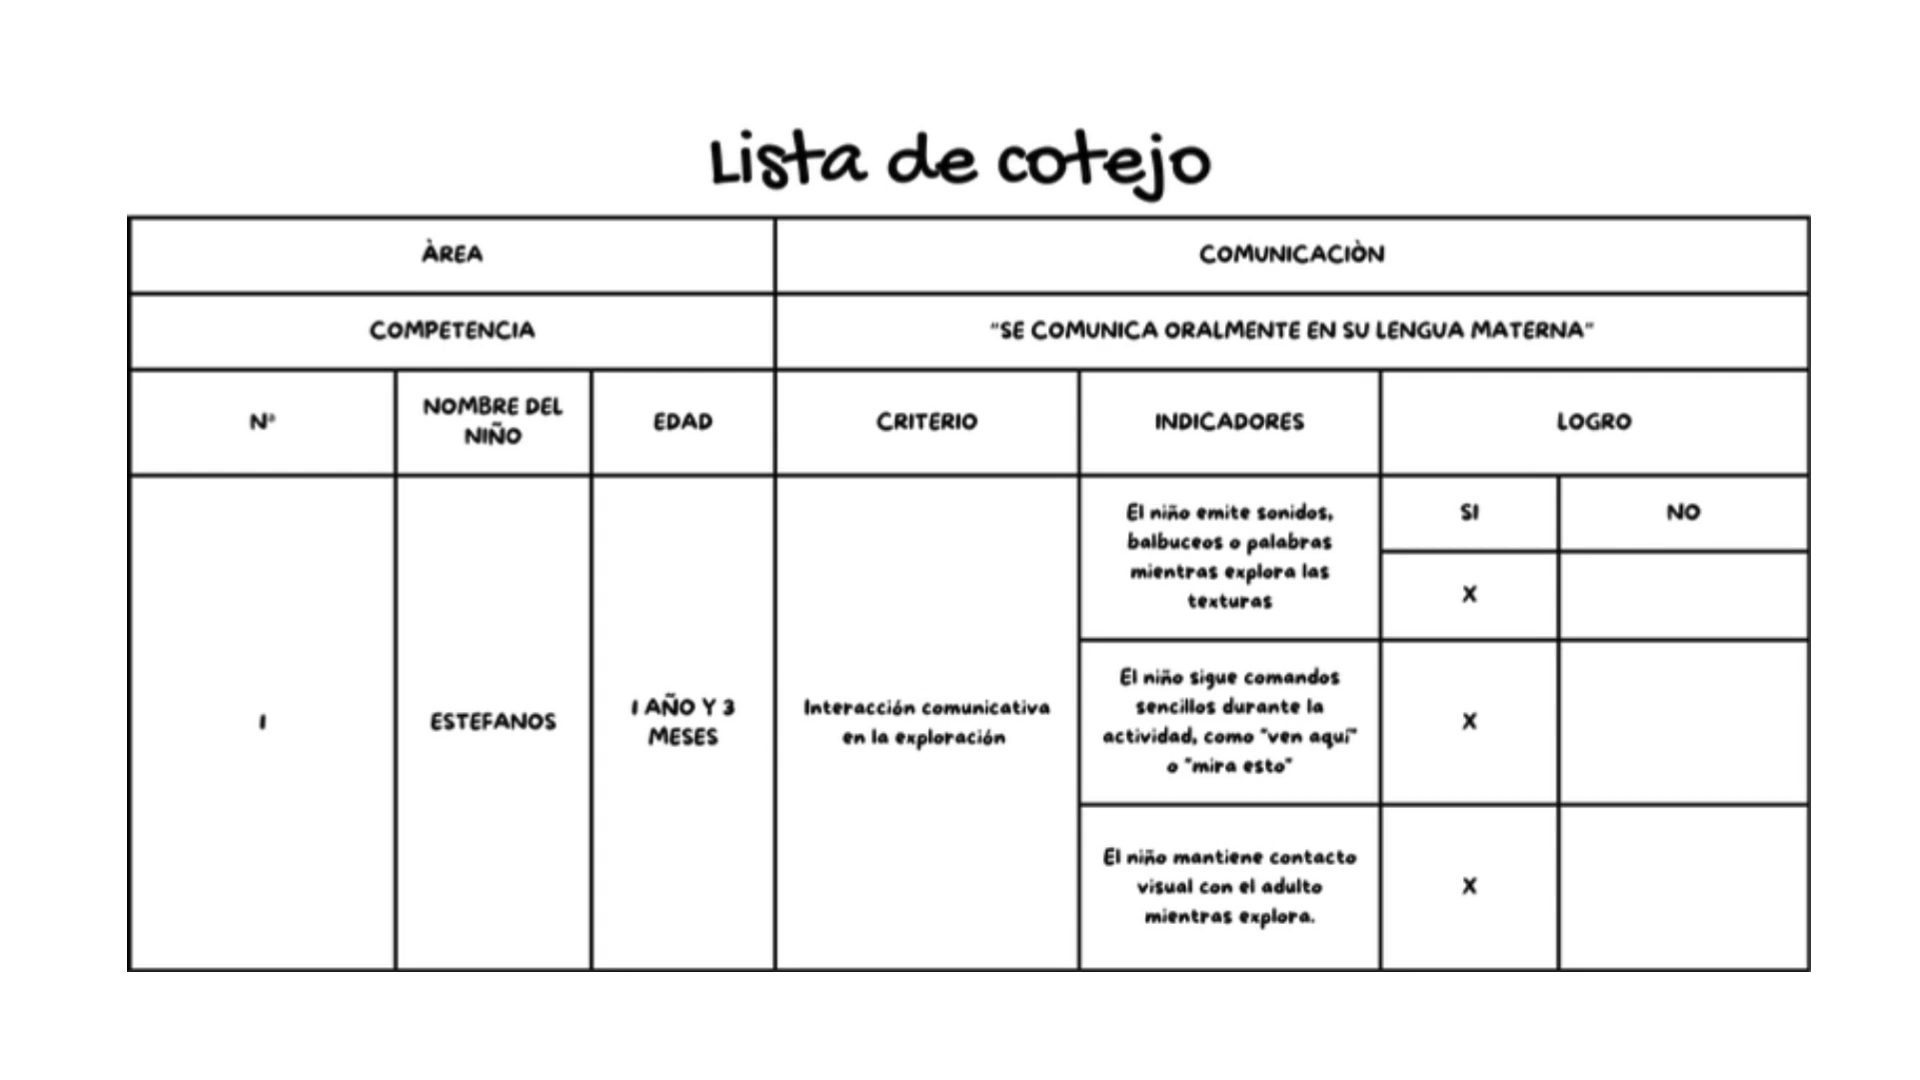 Lista de cotejo
ÀREA
COMUNICACIÒN
COMPETENCIA
"SE COMUNICA ORALMENTE EN SU LENGUA MATERNA"
Nº
NOMBRE DEL
NIÑO
EDAD
CRITERIO
INDICADORES
LOGRO
1
ESTEFANOS
1 AÑO Y 3
MESES
Interacción comunicativa
en la exploración
El niño emite sonidos,
balbuceos o palabras
mientras explora las
texturas
SI
NO
X
El niño sigue comandos
sencillos durante la
actividad, como "ven aquí"
o "mira esto"
X
El niño mantiene contacto
visual con el adulto
mientras explora.
X